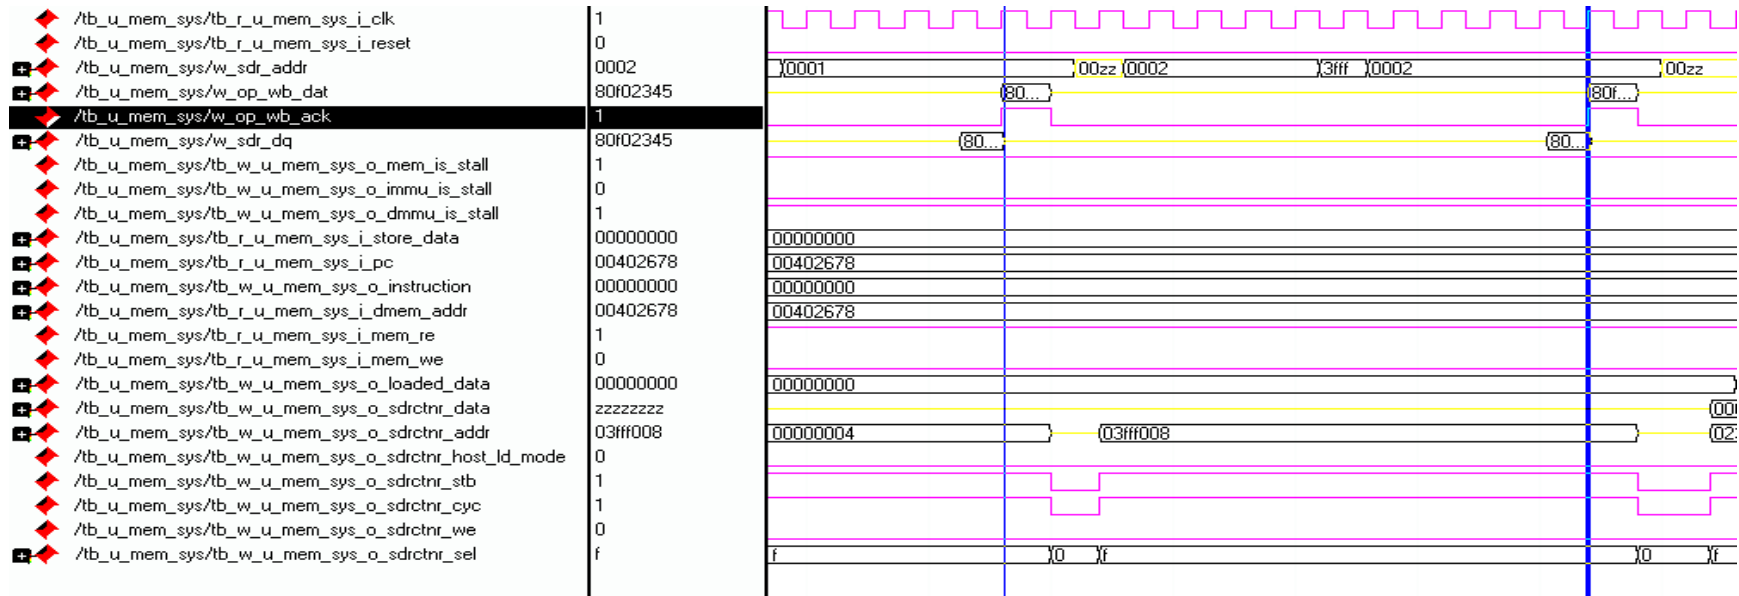 /tb_u_mem_sys/tb_r_u_mem_sys_i_clk 1
/tb_u_mem_sys/tb_r_u_mem_sys_i_reset 0
/tb_u_mem_sys/w_sdr_addr 0002 0001 00zz 0002 3fff 0002 00zz
/tb_u_mem_sys/w_op_wb_dat 80f02345 80... 80f...
/tb_u_mem_sys/w_op_wb_ack 1
/tb_u_mem_sys/w_sdr_dq 80f02345 80... 80...
/tb_u_mem_sys/tb_w_u_mem_sys_o_mem_is_stall 1
/tb_u_mem_sys/tb_w_u_mem_sys_o_immu_is_stall 0
/tb_u_mem_sys/tb_w_u_mem_sys_o_dmmu_is_stall 1
/tb_u_mem_sys/tb_r_u_mem_sys_i_store_data 00000000 00000000
/tb_u_mem_sys/tb_r_u_mem_sys_i_pc 00402678 00402678
/tb_u_mem_sys/tb_w_u_mem_sys_o_instruction 00000000 00000000
/tb_u_mem_sys/tb_r_u_mem_sys_i_dmem_addr 00402678 00402678
/tb_u_mem_sys/tb_r_u_mem_sys_i_mem_re 1
/tb_u_mem_sys/tb_r_u_mem_sys_i_mem_we 0
/tb_u_mem_sys/tb_w_u_mem_sys_o_loaded_data 00000000 00000000
/tb_u_mem_sys/tb_w_u_mem_sys_o_sdrctnr_data zzzzzzzz
/tb_u_mem_sys/tb_w_u_mem_sys_o_sdrctnr_addr 03fff008 00000004 03fff008
/tb_u_mem_sys/tb_w_u_mem_sys_o_sdrctnr_host_ld_mode 0
/tb_u_mem_sys/tb_w_u_mem_sys_o_sdrctnr_stb 1
/tb_u_mem_sys/tb_w_u_mem_sys_o_sdrctnr_cyc 1
/tb_u_mem_sys/tb_w_u_mem_sys_o_sdrctnr_we 0
/tb_u_mem_sys/tb_w_u_mem_sys_o_sdrctnr_sel f f 0 f 0 f